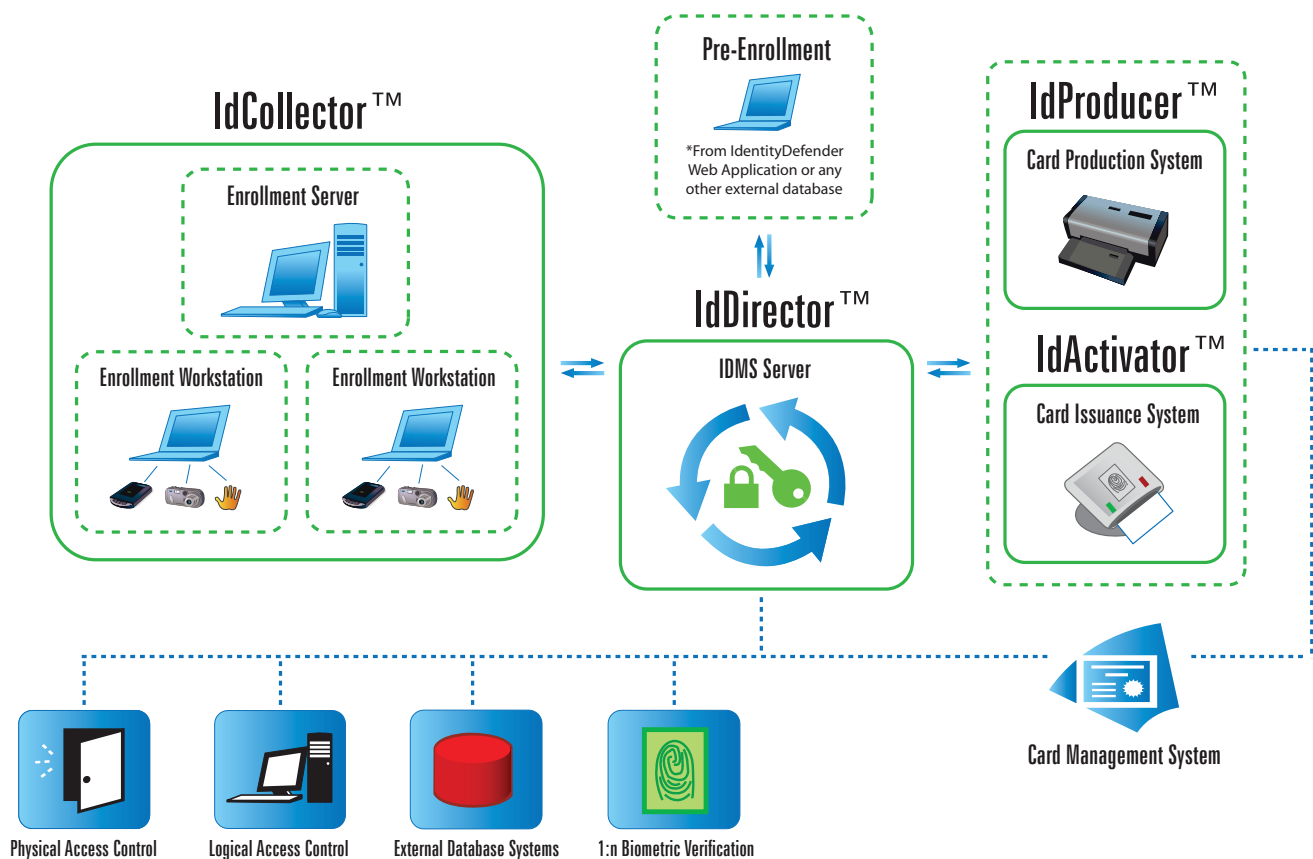 Pre-Enrollment
*From IdentityDefender
Web Application or any
other external database
IdCollector™
Enrollment Server
Enrollment Workstation
Enrollment Workstation
IdDirector™
IDMS Server
IdProducer™
Card Production System
IdActivator™
Card Issuance System
Card Management System
Physical Access Control
Logical Access Control
External Database Systems
1:n Biometric Verification